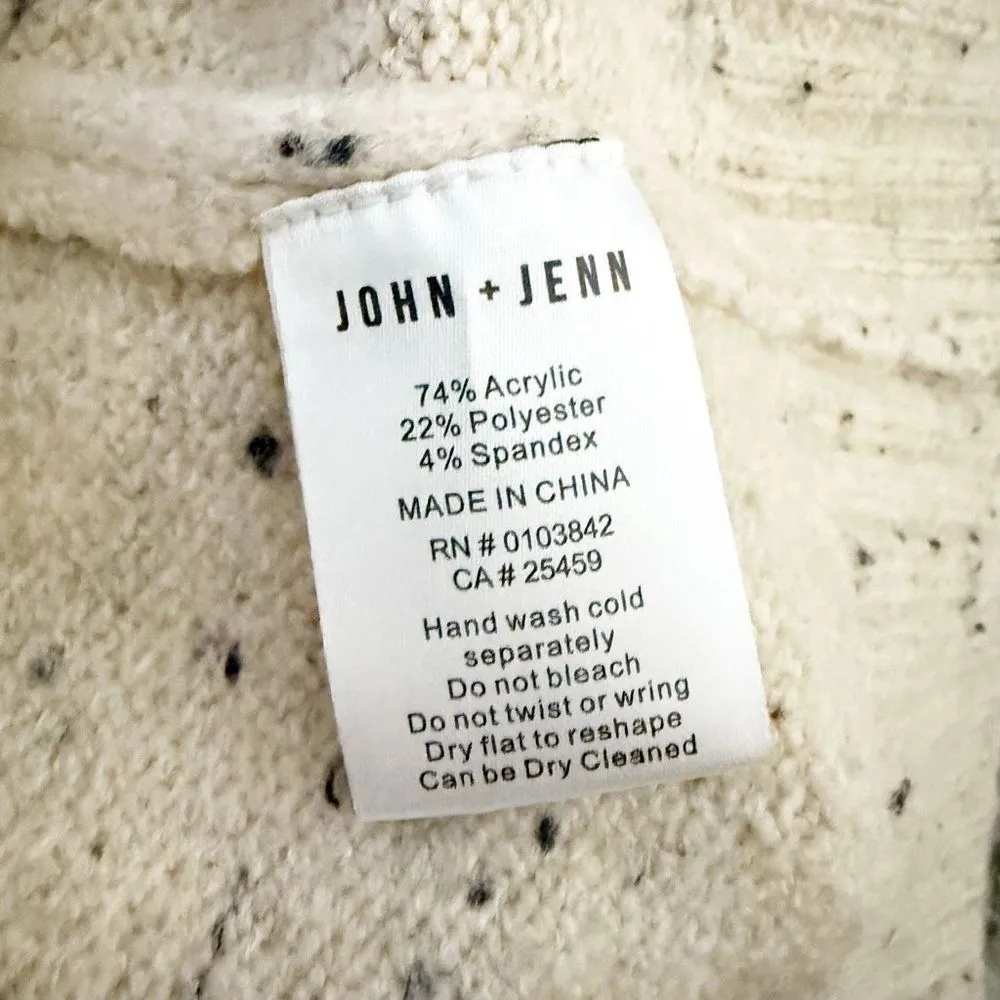 JOHN + JENN
74% Acrylic
22% Polyester
4% Spandex
MADE IN CHINA
RN # 0103842
CA# 25459
Hand wash cold
separately
Do not bleach
Do not twist or wring
Dry flat to reshape
Can be Dry Cleaned